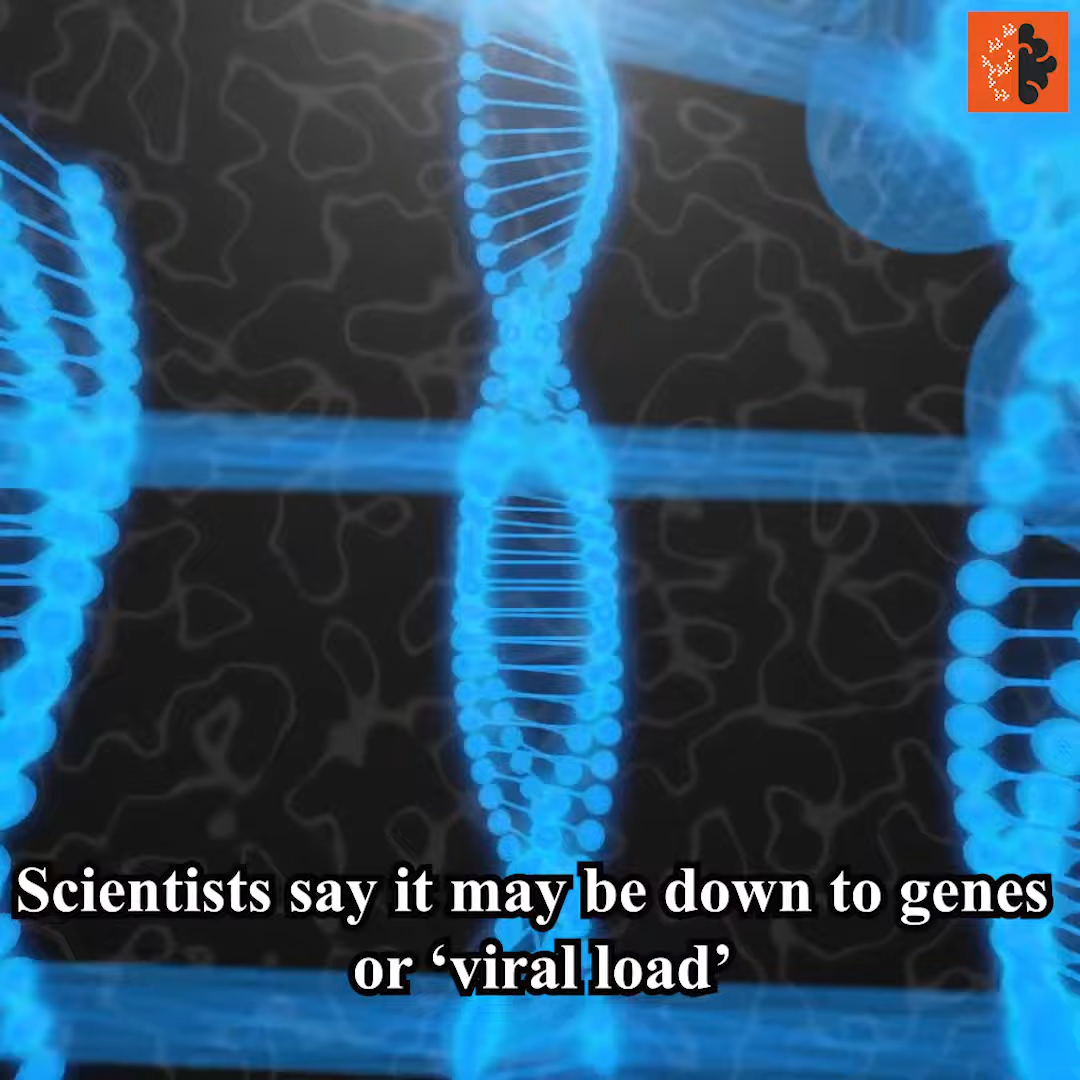 Scientists say it may be down to genes
or ‘viral load’